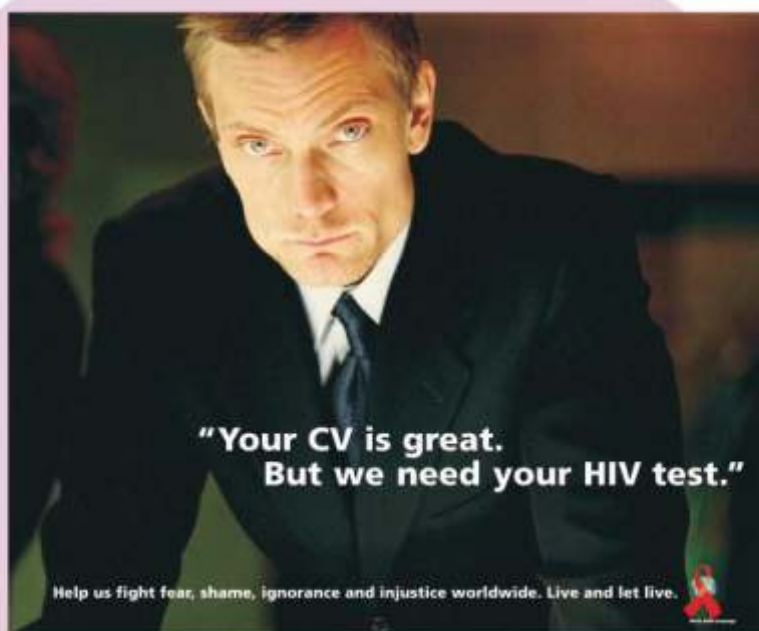 "Your CV is great.
But we need your HIV test."
Help us fight fear, shame, ignorance and injustice worldwide. Live and let live.